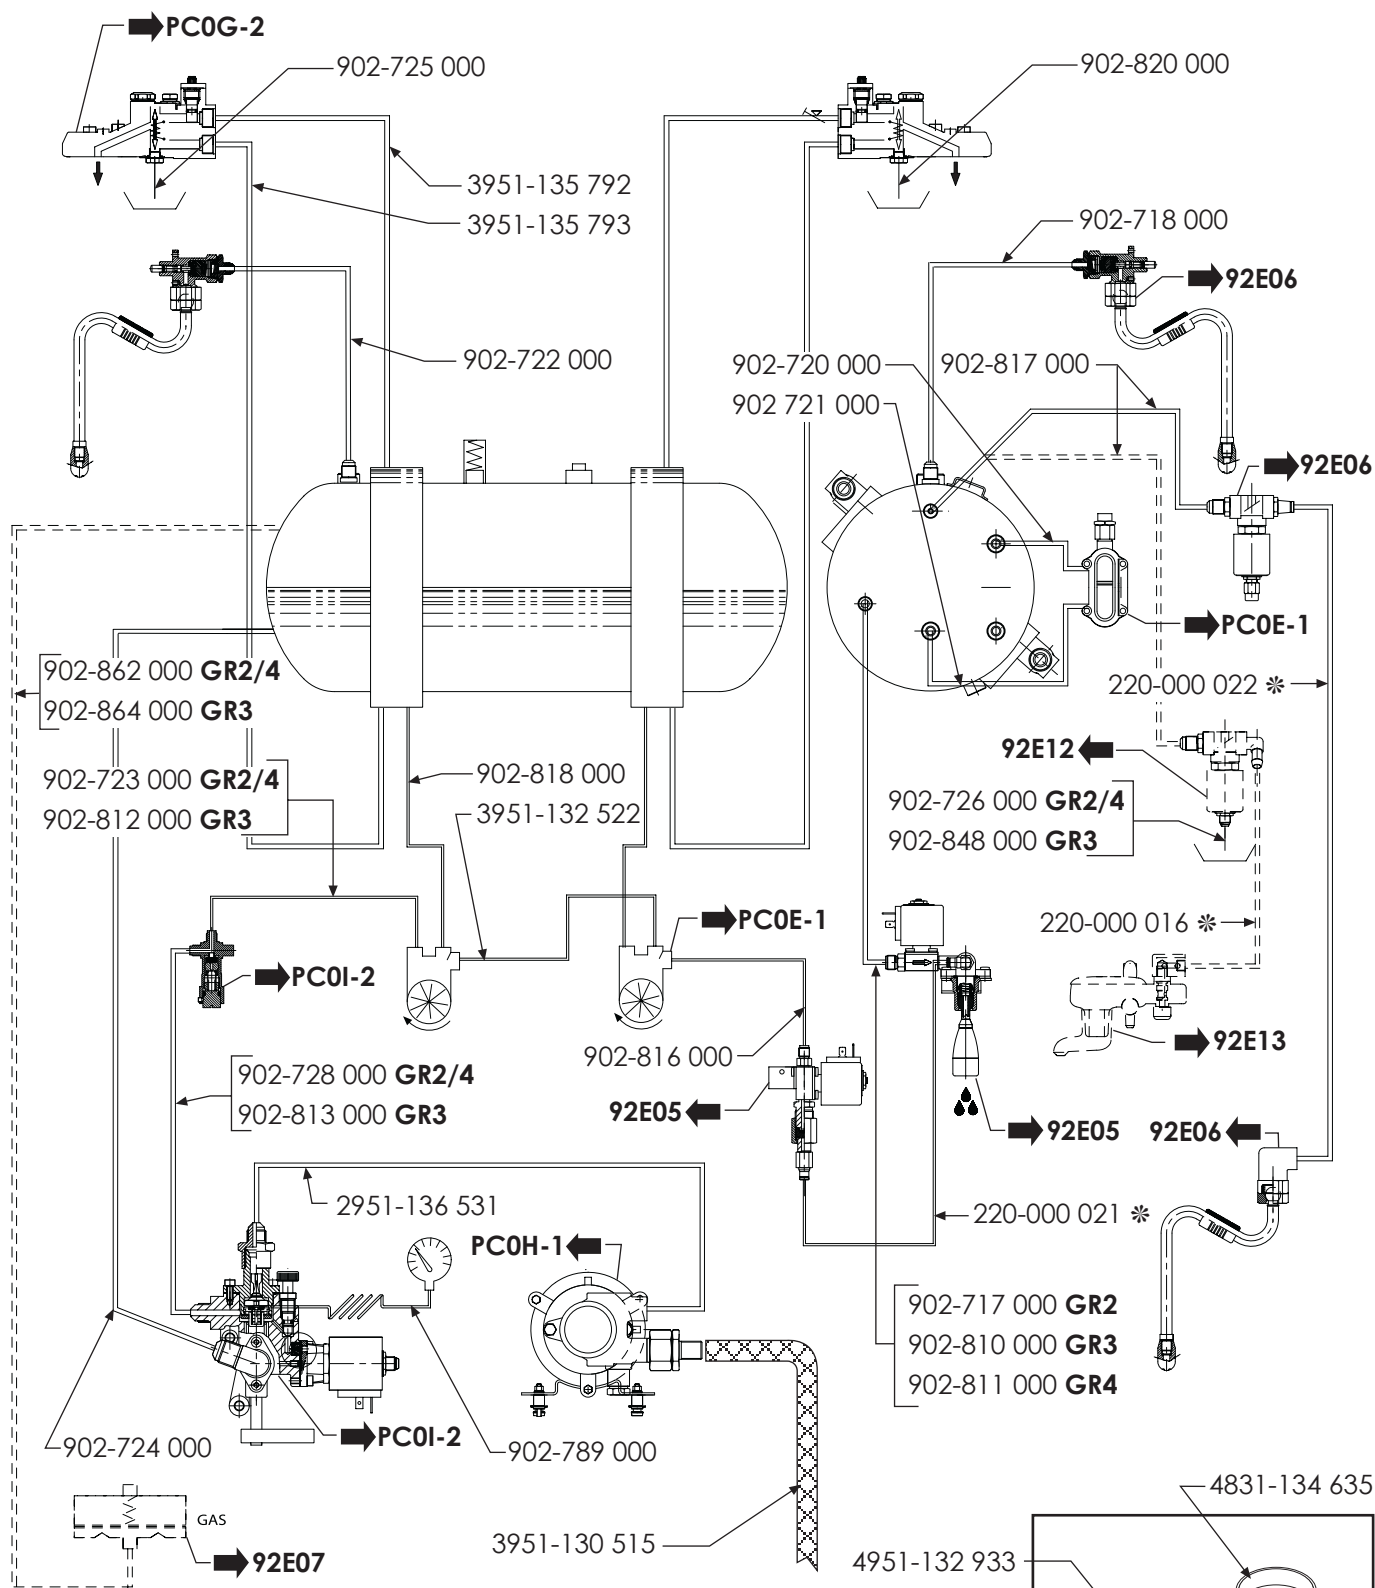 PC0G-2
902-725 000
902-820 000
3951-135 792
3951-135 793
902-718 000
92E06
902-722 000
902-720 000
902-817 000
902 721 000
92E06
PC0E-1
902-862 000 GR2/4
902-864 000 GR3
220-000 022 ✻
92E12
902-723 000 GR2/4
902-812 000 GR3
902-818 000
3951-132 522
902-726 000 GR2/4
902-848 000 GR3
PC0E-1
220-000 016 ✻
PC0I-2
92E13
902-816 000
902-728 000 GR2/4
902-813 000 GR3
92E05
92E05
92E06
2951-136 531
220-000 021 ✻
PC0H-1
902-717 000 GR2
902-810 000 GR3
902-811 000 GR4
PC0I-2
902-724 000
902-789 000
4831-134 635
GAS
3951-130 515
4951-132 933
92E07